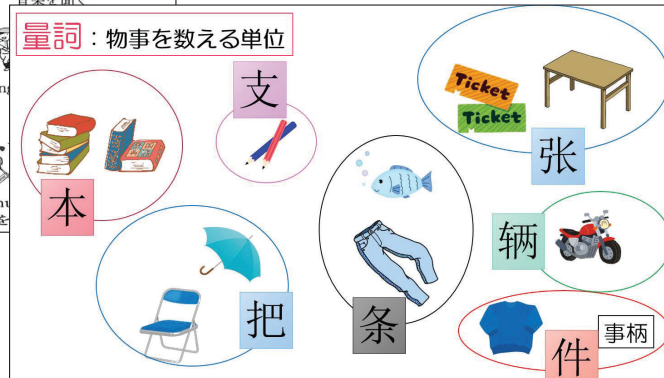 量詞：物事を数える単位
支
Ticket
Ticket
张
本
辆
把
条
件
事柄